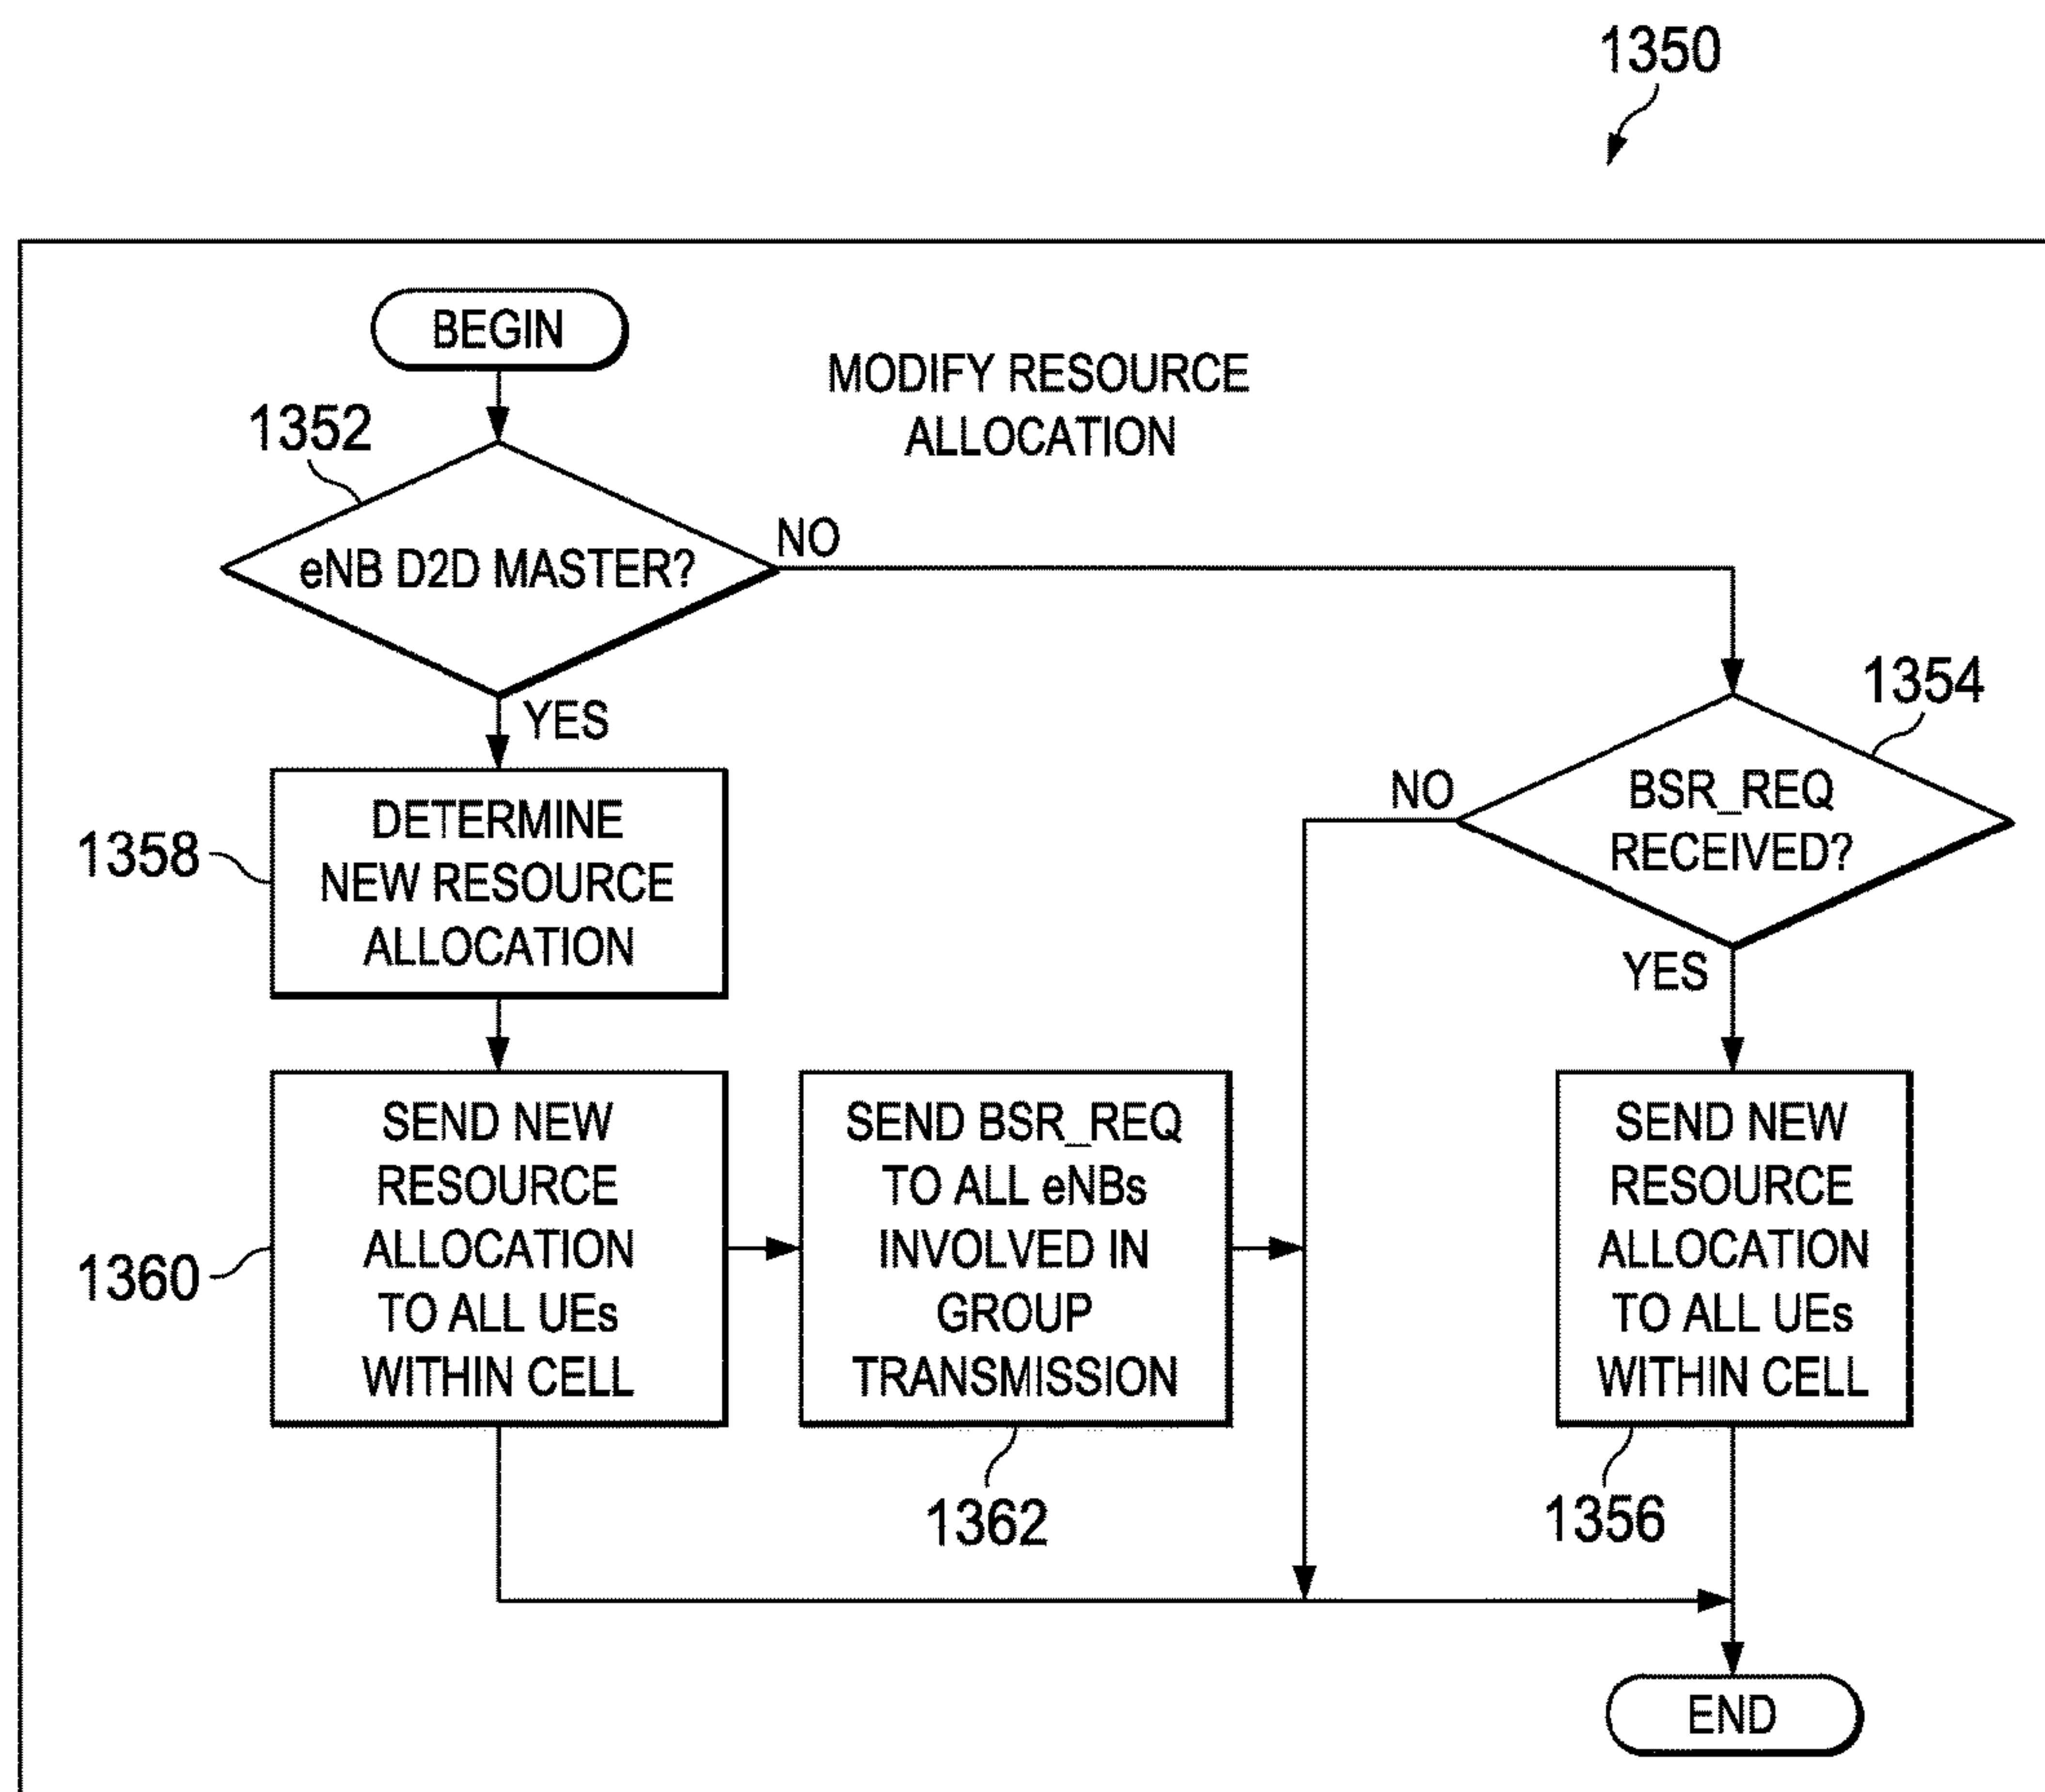 1350
BEGIN
MODIFY RESOURCE
ALLOCATION
1352
eNB D2D MASTER?
NO
YES
1354
BSR_REQ
RECEIVED?
NO
YES
1358
DETERMINE
NEW RESOURCE
ALLOCATION
1360
SEND NEW
RESOURCE
ALLOCATION
TO ALL UEs
WITHIN CELL
SEND BSR_REQ
TO ALL eNBs
INVOLVED IN
GROUP
TRANSMISSION
1362
SEND NEW
RESOURCE
ALLOCATION
TO ALL UEs
WITHIN CELL
1356
END